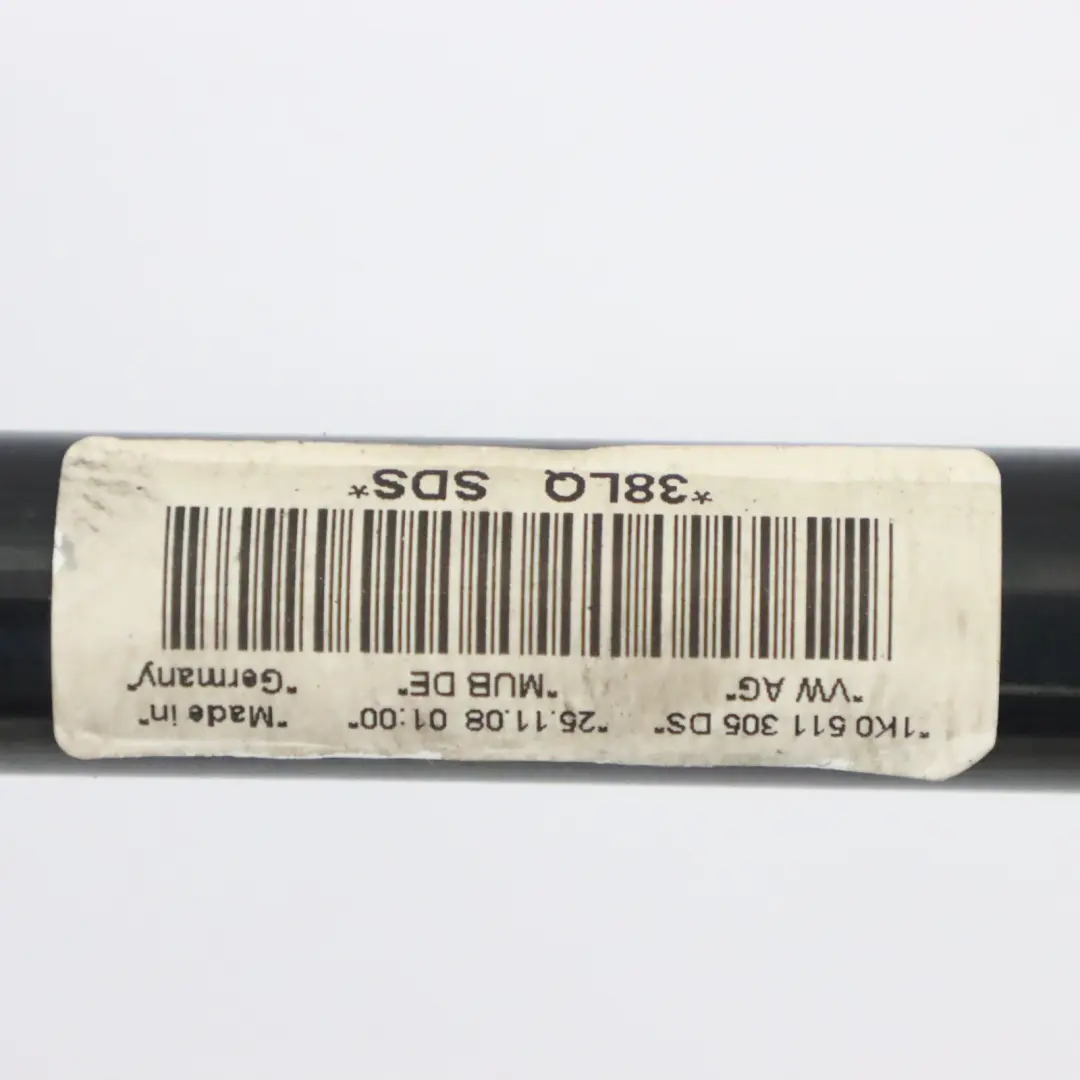 "1K0 511 305 DS" "25.11.08 01:00" "Made in"
"VW AG" "MUB DE" "Germany"
*38LQ SDS*